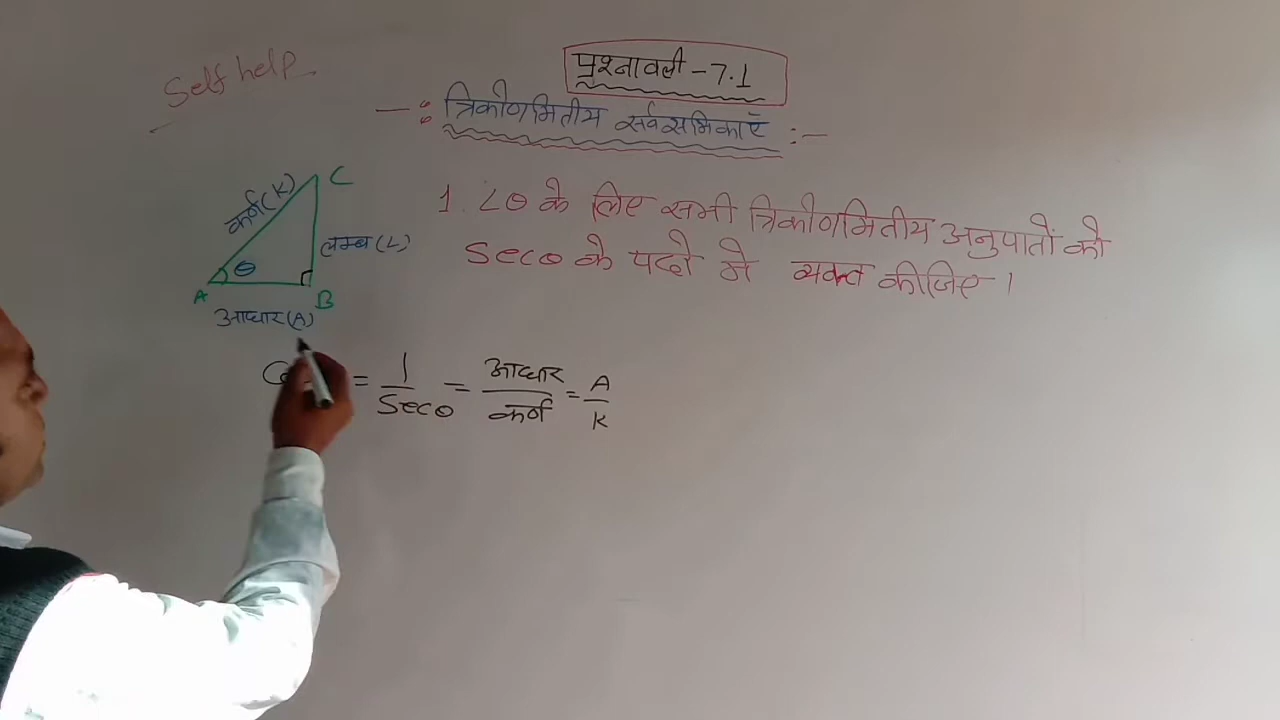 Self help
प्रश्नावली - 7.1
-: त्रिकोणमितीय सर्वसमिकाएँ :-
C
कर्ण(K)
लम्ब(L)
θ
A
B
आधार(A)
1. ∠θ के लिए सभी त्रिकोणमितीय अनुपातों को
Secθ के पदो मे व्यक्त कीजिए ।
= 1/Secθ = आधार/कर्ण = A/K